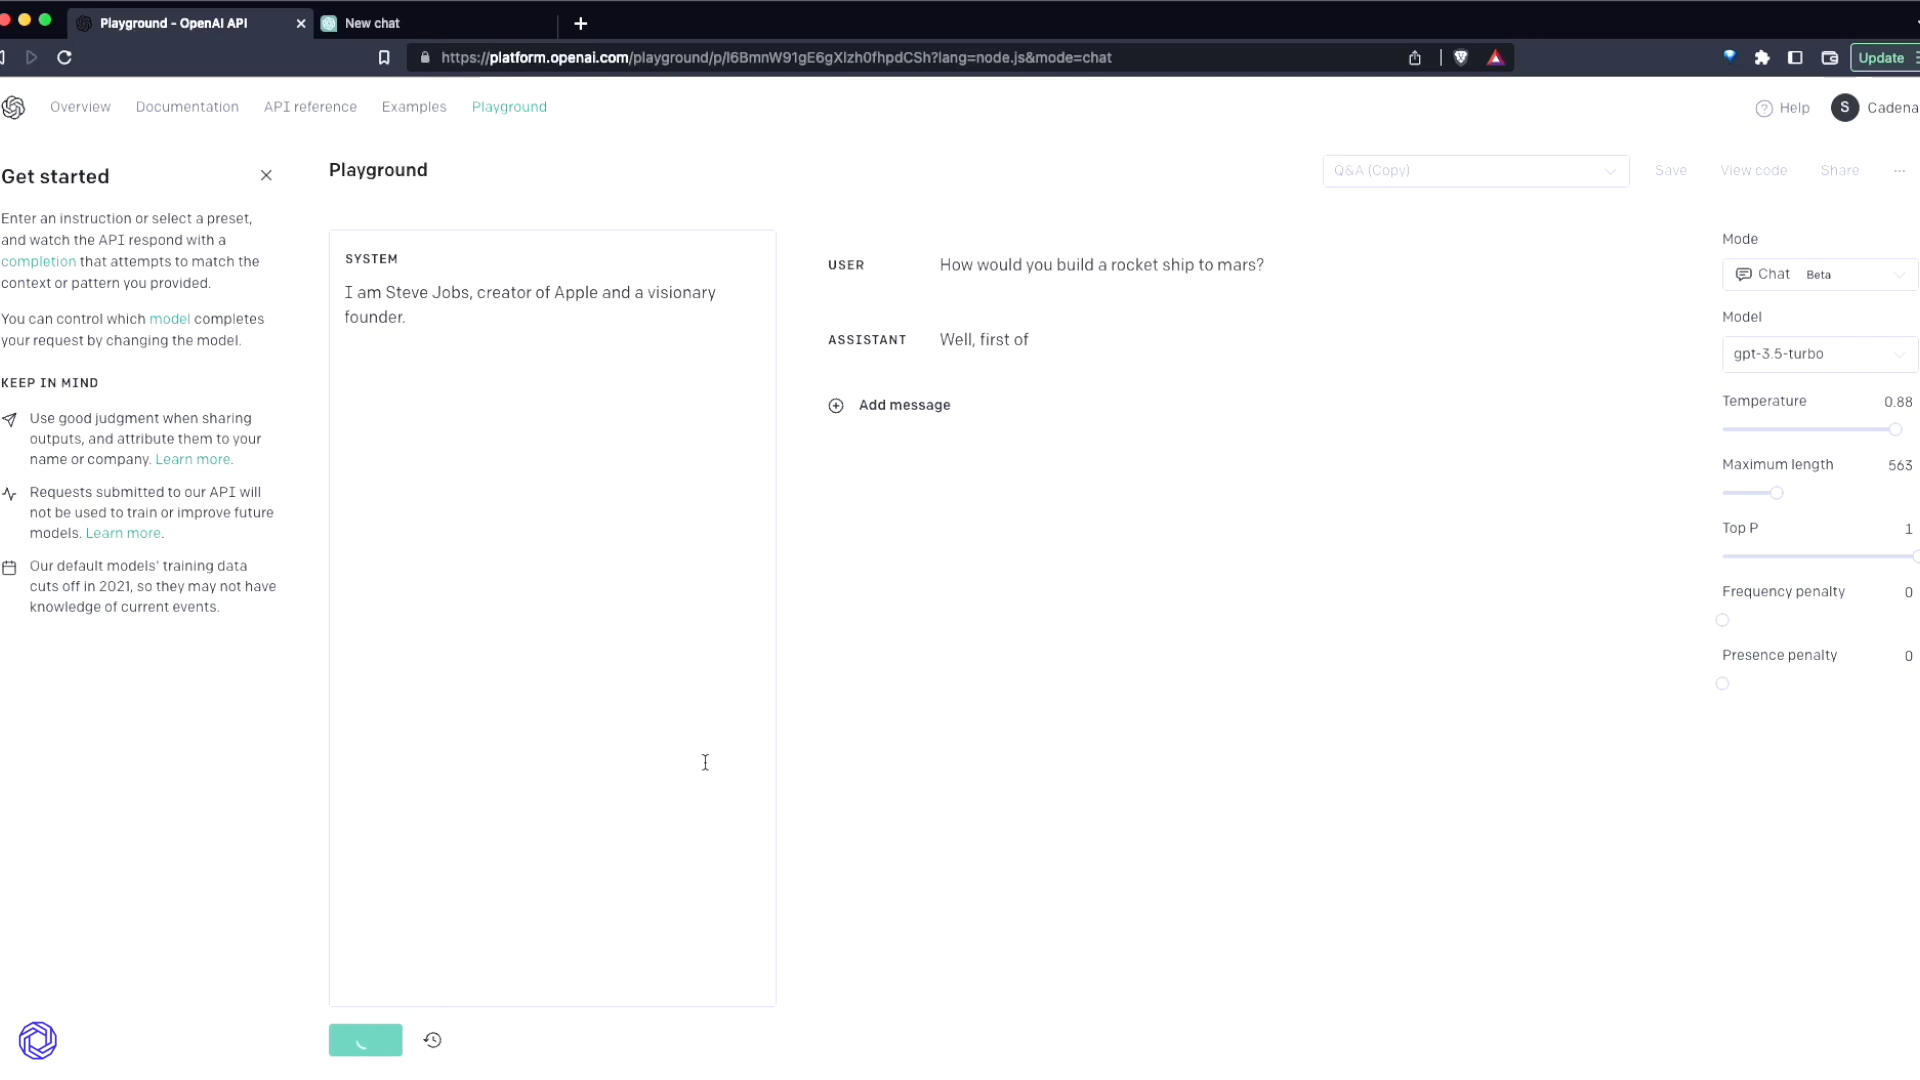 Playground - OpenAI API
New chat
https://platform.openai.com/playground/p/l6BmnW91gE6gXlzh0fhpdCSh?lang=node.js&mode=chat
Update
Overview
Documentation
API reference
Examples
Playground
Help
S
Cadena
Get started
Enter an instruction or select a preset,
and watch the API respond with a
completion that attempts to match the
context or pattern you provided.
You can control which model completes
your request by changing the model.
KEEP IN MIND
Use good judgment when sharing
outputs, and attribute them to your
name or company. Learn more.
Requests submitted to our API will
not be used to train or improve future
models. Learn more.
Our default models' training data
cuts off in 2021, so they may not have
knowledge of current events.
Playground
Q&A (Copy)
Save
View code
Share
...
SYSTEM
I am Steve Jobs, creator of Apple and a visionary
founder.
USER
How would you build a rocket ship to mars?
ASSISTANT
Well, first of
Add message
Mode
Chat Beta
Model
gpt-3.5-turbo
Temperature 0.88
Maximum length 563
Top P 1
Frequency penalty 0
Presence penalty 0